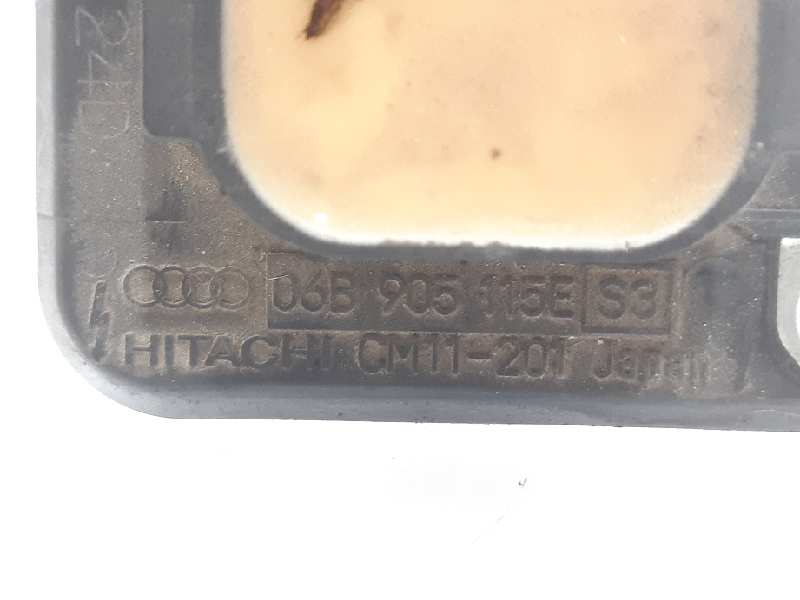 24D
06B 905 115E S3
HITACHI CM11-201 Japan